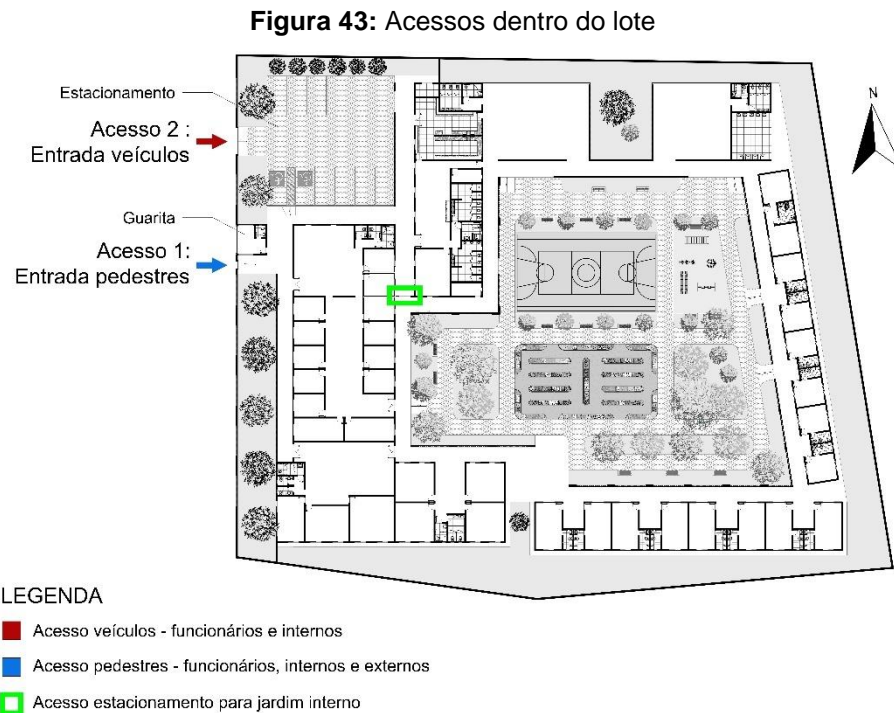 Figura 43: Acessos dentro do lote
Estacionamento
Acesso 2 :
Entrada veículos
Guarita
Acesso 1:
Entrada pedestres
N
LEGENDA
Acesso veículos - funcionários e internos
Acesso pedestres - funcionários, internos e externos
Acesso estacionamento para jardim interno